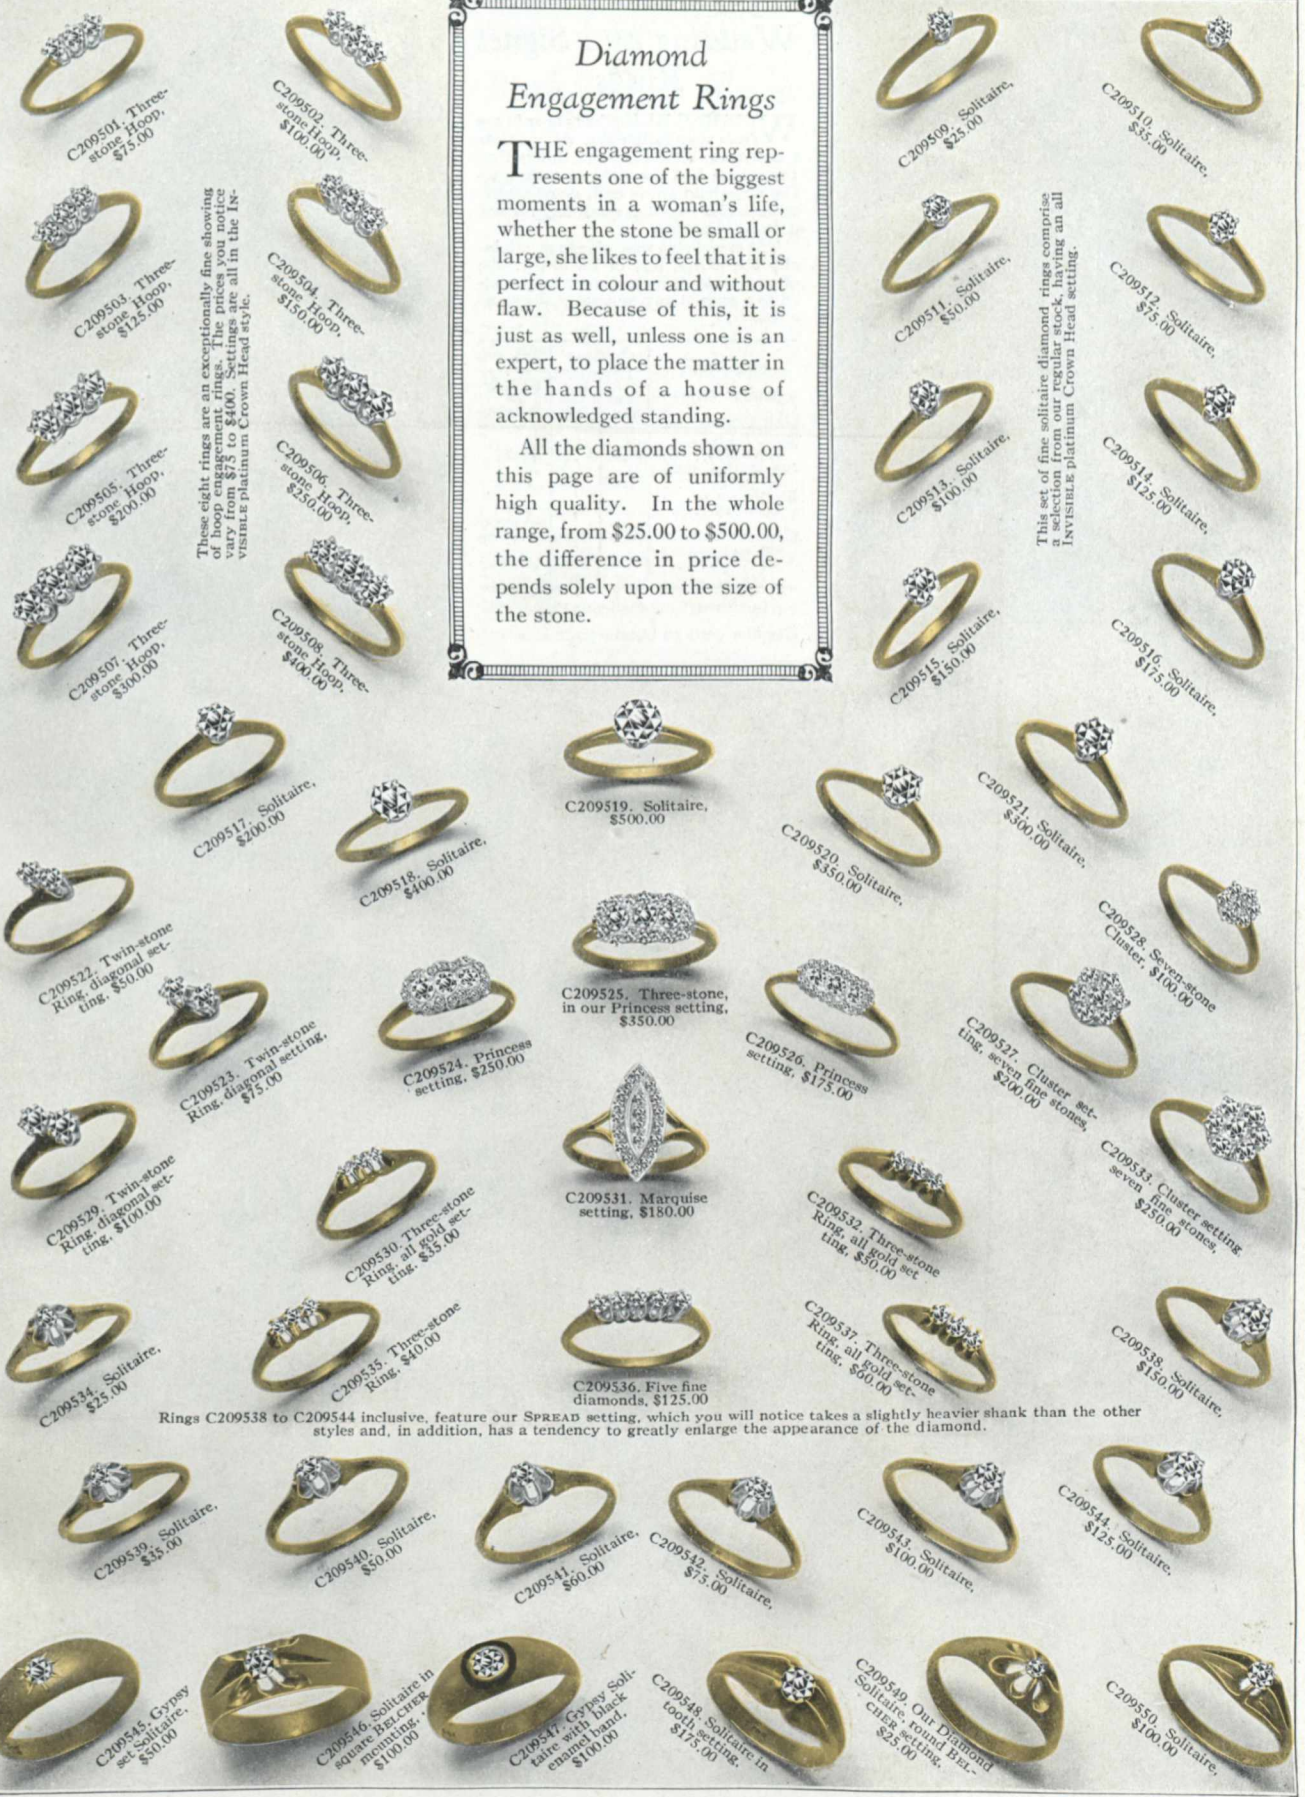 Diamond
Engagement Rings
THE engagement ring rep-
resents one of the biggest
moments in a woman's life,
whether the stone be small or
large, she likes to feel that it is
perfect in colour and without
flaw. Because of this, it is
just as well, unless one is an
expert, to place the matter in
the hands of a house of
acknowledged standing.
All the diamonds shown on
this page are of uniformly
high quality. In the whole
range, from $25.00 to $500.00,
the difference in price de-
pends solely upon the size of
the stone.
C209501. Three-
stone Hoop,
$75.00
C209502. Three-
stone Hoop,
$100.00
C209503. Three-
stone Hoop,
$125.00
C209504. Three-
stone Hoop,
$150.00
C209505. Three-
stone Hoop,
$200.00
C209506. Three-
stone Hoop,
$250.00
C209507. Three-
stone Hoop,
$300.00
C209508. Three-
stone Hoop,
$400.00
These eight rings are an exceptionally fine showing
of hoop engagement rings. The prices you notice
vary from $75 to $400. Settings are all in the IN-
VISIBLE platinum Crown Head style.
C209509. Solitaire,
$25.00
C209510. Solitaire,
$35.00
C209511. Solitaire,
$50.00
C209512. Solitaire,
$75.00
C209513. Solitaire,
$100.00
C209514. Solitaire,
$125.00
C209515. Solitaire,
$150.00
C209516. Solitaire,
$175.00
This set of fine solitaire diamond rings comprise
a selection from our regular stock, having an all
INVISIBLE platinum Crown Head setting.
C209517. Solitaire,
$200.00
C209518. Solitaire,
$400.00
C209519. Solitaire,
$500.00
C209520. Solitaire,
$350.00
C209521. Solitaire,
$300.00
C209522. Twin-stone
Ring, diagonal set-
ting, $50.00
C209523. Twin-stone
Ring, diagonal setting,
$75.00
C209524. Princess
setting, $250.00
C209525. Three-stone,
in our Princess setting,
$350.00
C209526. Princess
setting, $175.00
C209527. Cluster set-
ting, seven fine stones,
$200.00
C209528. Seven-stone
Cluster, $100.00
C209529. Twin-stone
Ring, diagonal set-
ting, $100.00
C209530. Three-stone
Ring, all gold set-
ting, $35.00
C209531. Marquise
setting, $180.00
C209532. Three-stone
Ring, all gold set
ting, $50.00
C209533. Cluster setting
seven fine stones,
$250.00
C209534. Solitaire,
$25.00
C209535. Three-stone
Ring, $40.00
C209536. Five fine
diamonds, $125.00
C209537. Three-stone
Ring, all gold set-
ting, $60.00
C209538. Solitaire,
$150.00
Rings C209538 to C209544 inclusive, feature our SPREAD setting, which you will notice takes a slightly heavier shank than the other
styles and, in addition, has a tendency to greatly enlarge the appearance of the diamond.
C209539. Solitaire,
$35.00
C209540. Solitaire,
$50.00
C209541. Solitaire,
$60.00
C209542. Solitaire,
$75.00
C209543. Solitaire,
$100.00
C209544. Solitaire,
$125.00
C209545. Gypsy
set Solitaire,
$50.00
C209546. Solitaire in
square BELCHER
mounting,
$100.00
C209547. Gypsy Soli-
taire with black
enamel band,
$100.00
C209548. Solitaire in
tooth setting,
$175.00
C209549. Our Diamond
Solitaire, round BEL-
CHER setting,
$25.00
C209550. Solitaire,
$100.00